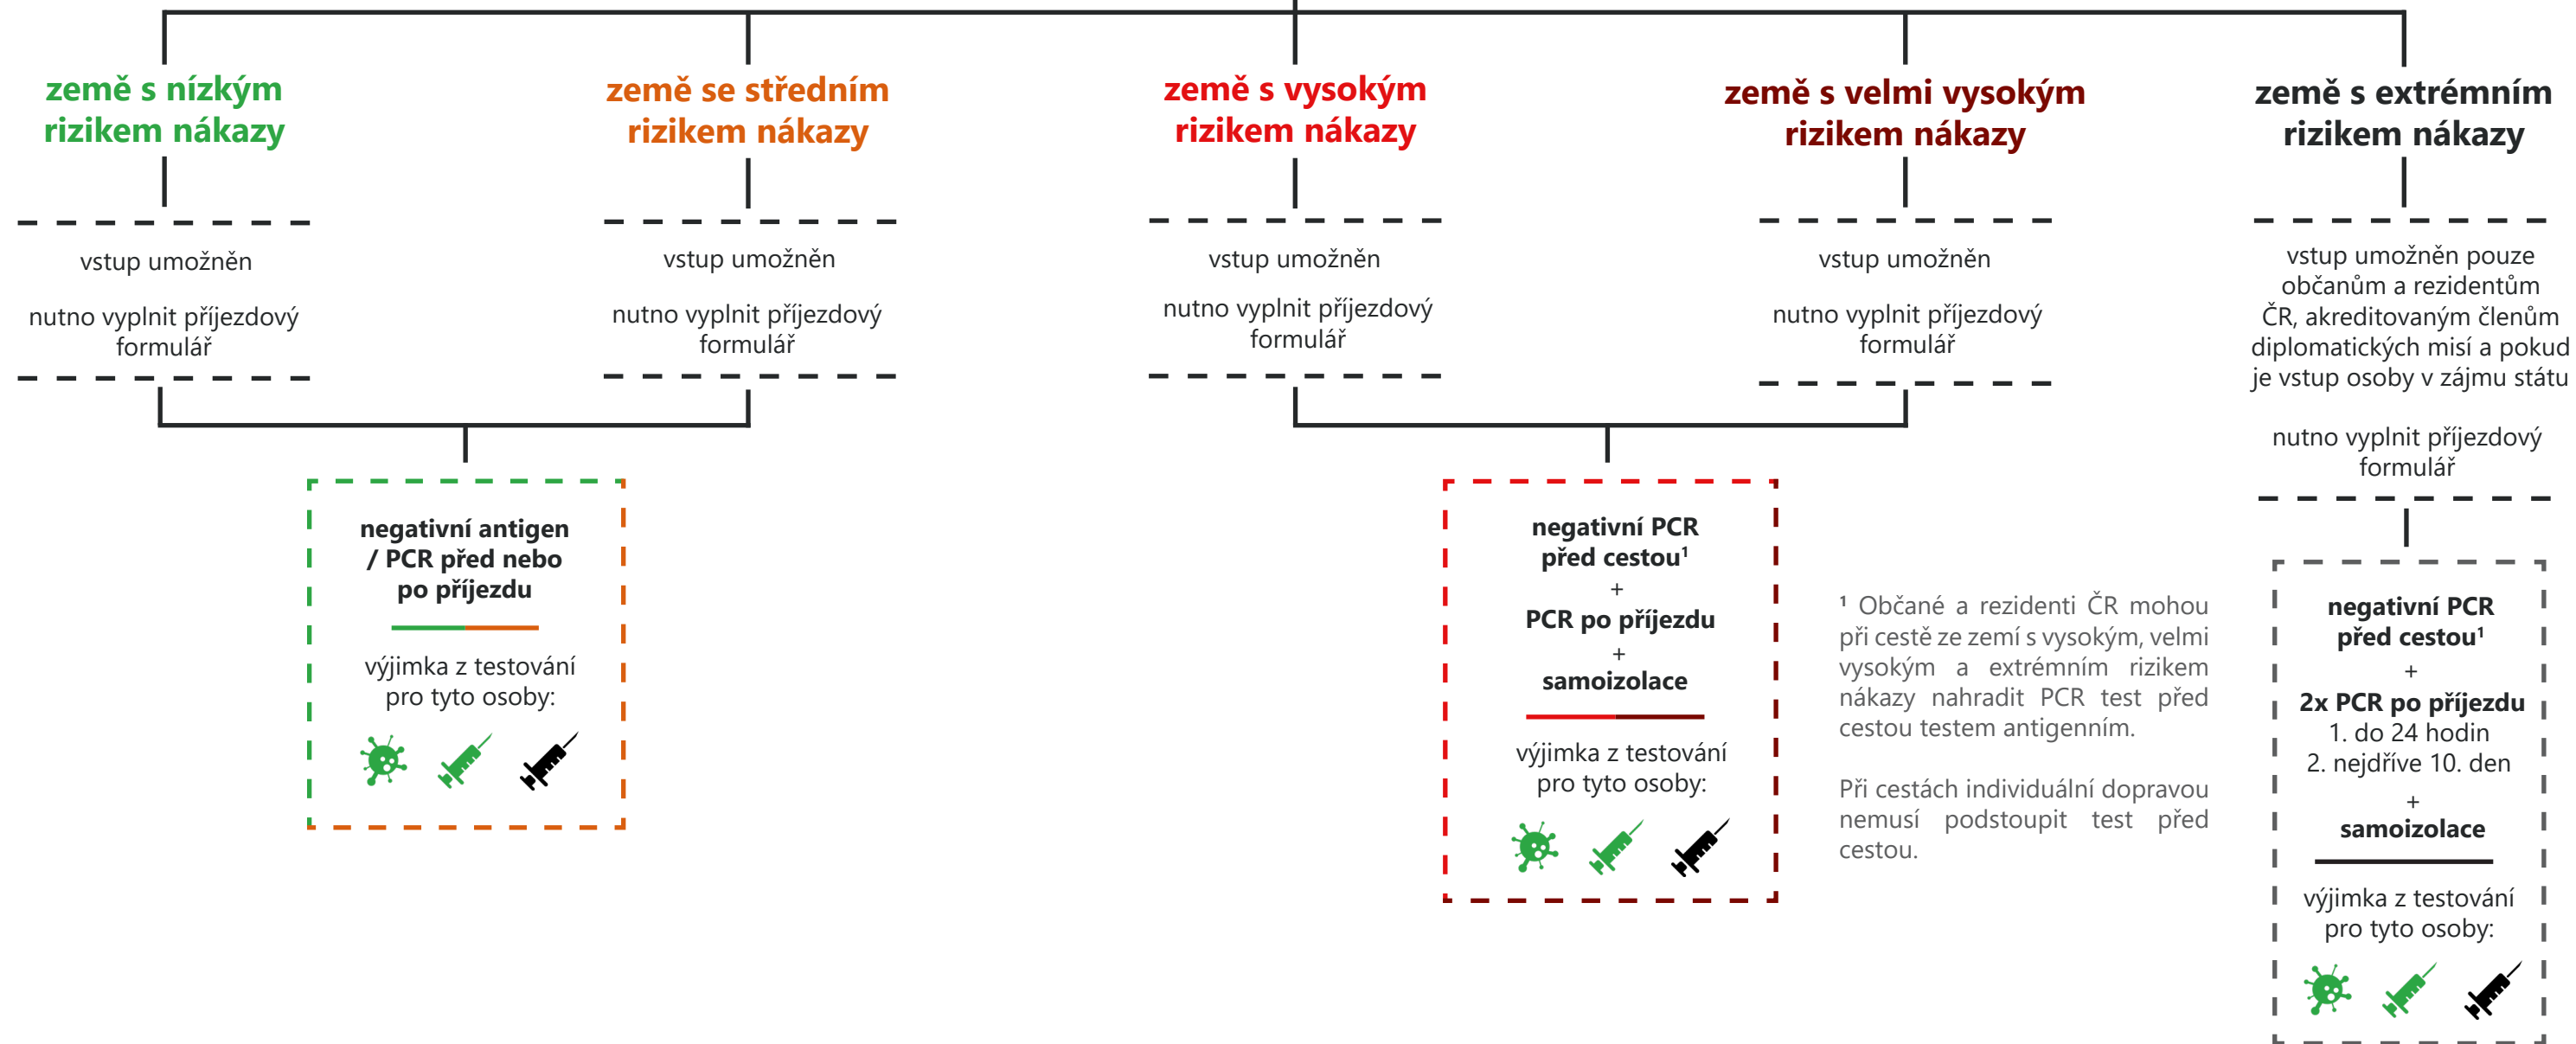 země s nízkým
rizikem nákazy
vstup umožněn
nutno vyplnit příjezdový
formulář
země se středním
rizikem nákazy
vstup umožněn
nutno vyplnit příjezdový
formulář
negativní antigen
/ PCR před nebo
po příjezdu
výjimka z testování
pro tyto osoby:
země s vysokým
rizikem nákazy
vstup umožněn
nutno vyplnit příjezdový
formulář
země s velmi vysokým
rizikem nákazy
vstup umožněn
nutno vyplnit příjezdový
formulář
negativní PCR
před cestou¹
+
PCR po příjezdu
+
samoizolace
výjimka z testování
pro tyto osoby:
¹ Občané a rezidenti ČR mohou
při cestě ze zemí s vysokým, velmi
vysokým a extrémním rizikem
nákazy nahradit PCR test před
cestou testem antigenním.
Při cestách individuální dopravou
nemusí podstoupit test před
cestou.
země s extrémním
rizikem nákazy
vstup umožněn pouze
občanům a rezidentům
ČR, akreditovaným členům
diplomatických misí a pokud
je vstup osoby v zájmu státu
nutno vyplnit příjezdový
formulář
negativní PCR
před cestou¹
+
2x PCR po příjezdu
1. do 24 hodin
2. nejdříve 10. den
+
samoizolace
výjimka z testování
pro tyto osoby: